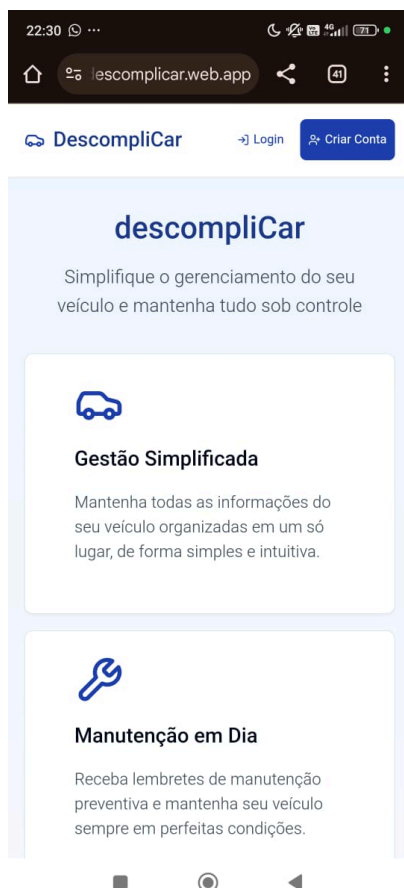 22:30
4G
71
lescomplicar.web.app
41
DescompliCar
Login
Criar Conta
descompliCar
Simplifique o gerenciamento do seu
veículo e mantenha tudo sob controle
Gestão Simplificada
Mantenha todas as informações do
seu veículo organizadas em um só
lugar, de forma simples e intuitiva.
Manutenção em Dia
Receba lembretes de manutenção
preventiva e mantenha seu veículo
sempre em perfeitas condições.